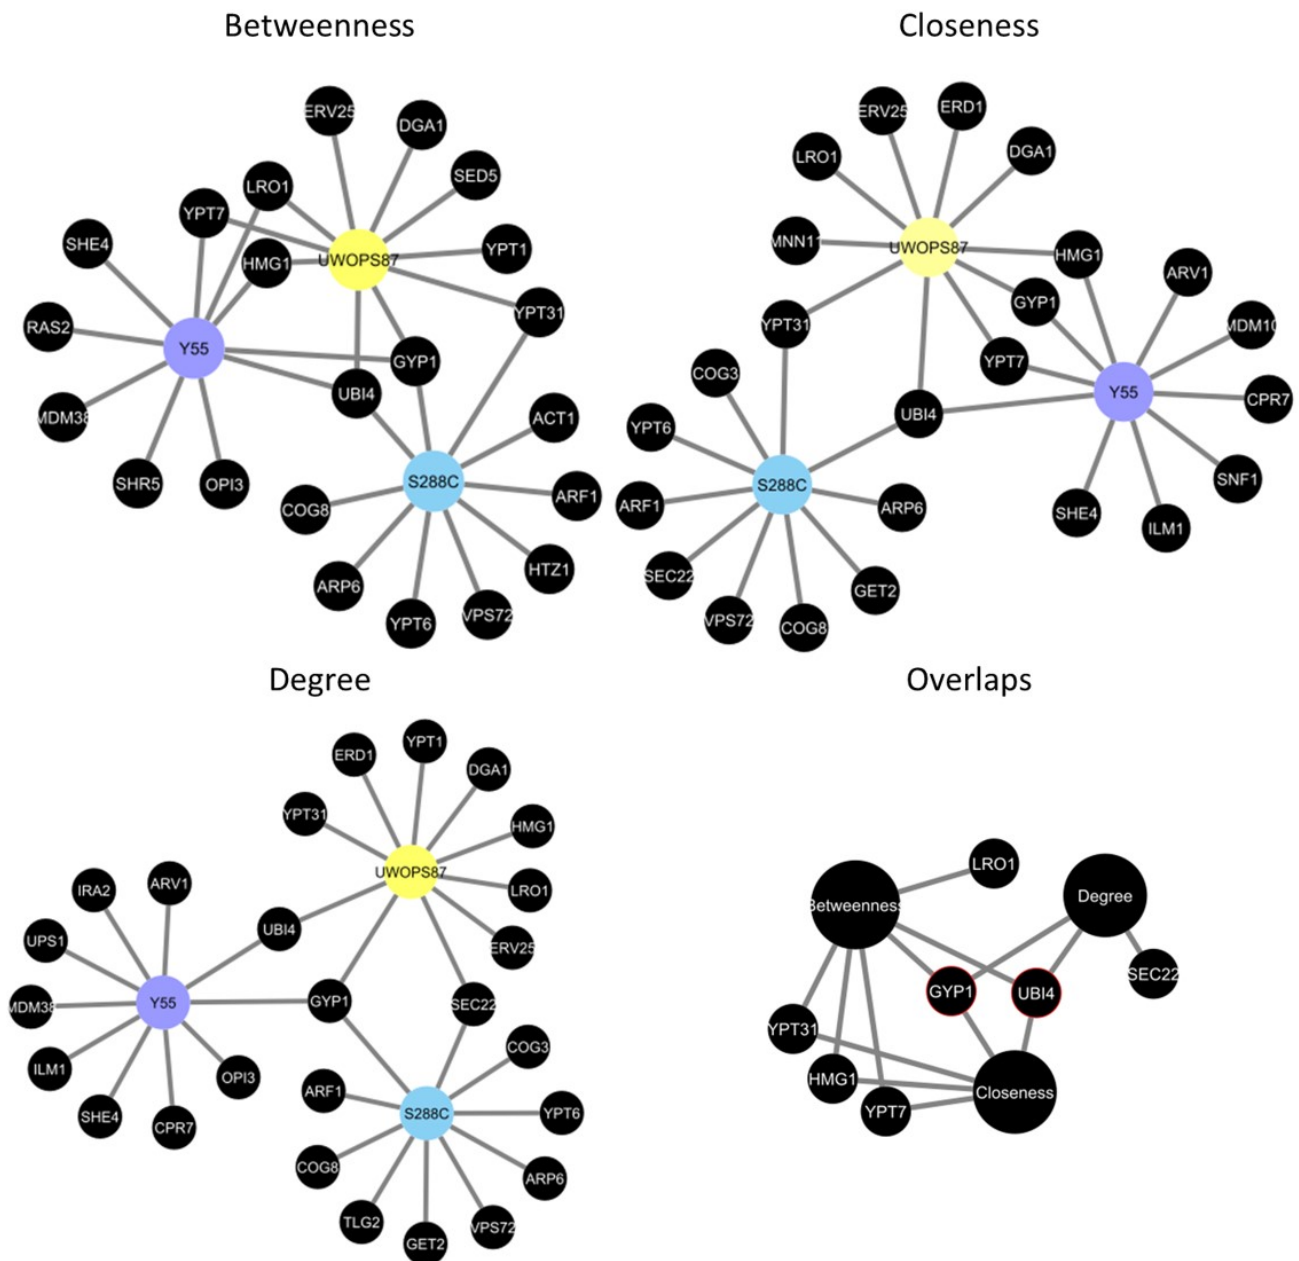 Betweenness
Closeness
ERV25
DGA1
LRO1
SED5
YPT7
SHE4
HMG1
UWOPS87
YPT1
RAS2
Y55
YPT31
GYP1
UBI4
MDM38
ACT1
SHR5
OPI3
S288C
COG8
ARF1
ARP6
HTZ1
YPT6
VPS72
ERV25
ERD1
LRO1
DGA1
MNN11
UWOPS87
HMG1
ARV1
GYP1
YPT31
MDM10
YPT7
COG3
Y55
CPR7
UBI4
YPT6
S288C
SNF1
ARF1
ARP6
SHE4
ILM1
SEC22
GET2
VPS72
COG8
Degree
Overlaps
YPT1
ERD1
DGA1
YPT31
HMG1
UWOPS87
ARV1
IRA2
LRO1
UBI4
UPS1
ERV25
MDM38
Y55
GYP1
SEC22
COG3
ILM1
OPI3
ARF1
S288C
YPT6
SHE4
CPR7
COG8
ARP6
TLG2
GET2
VPS72
LRO1
Betweenness
Degree
SEC22
GYP1
UBI4
YPT31
HMG1
Closeness
YPT7